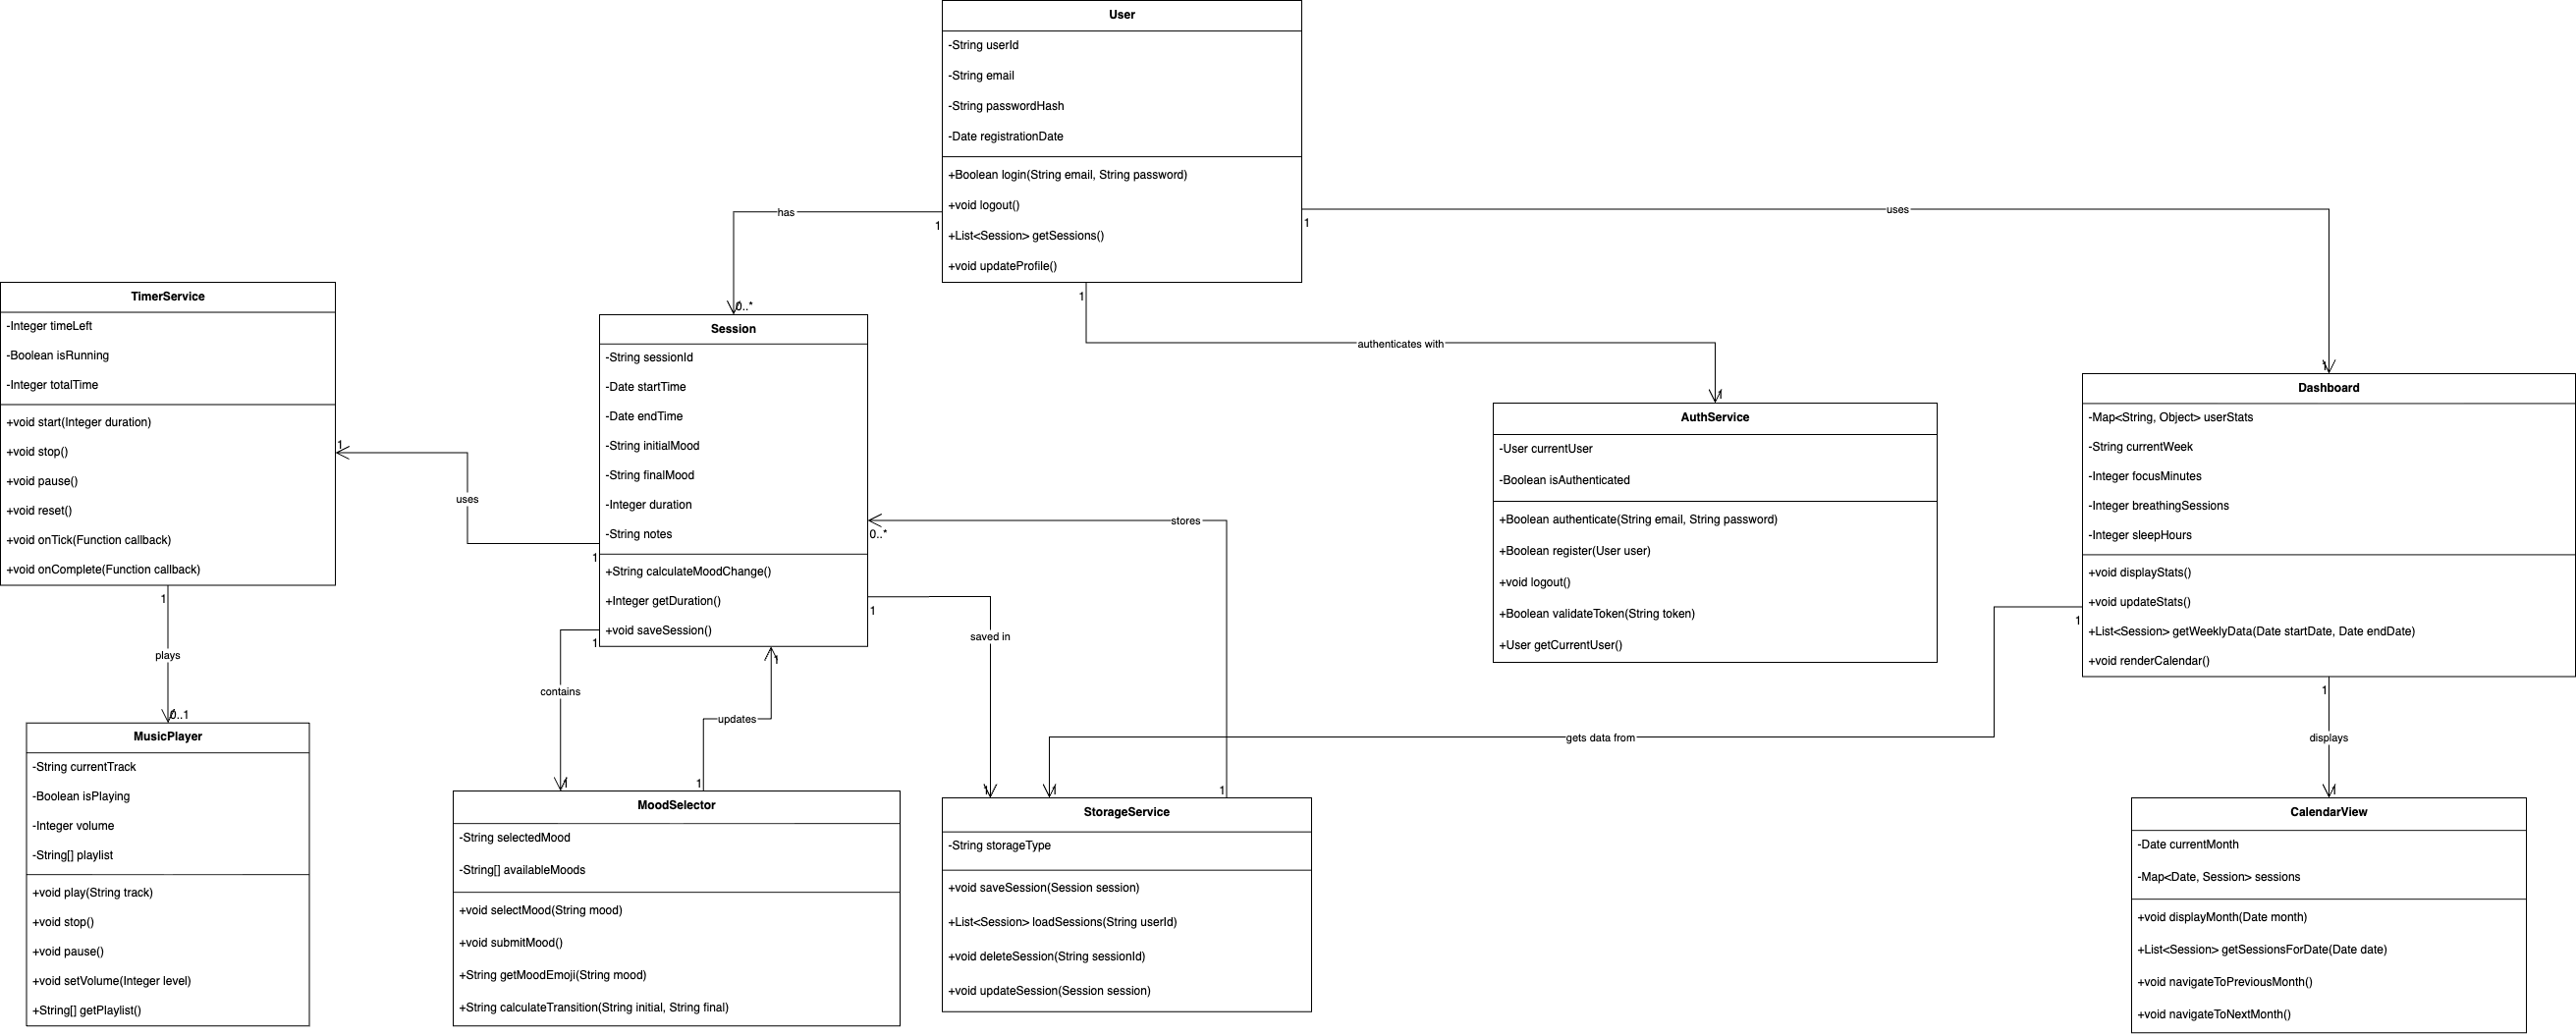 User
-String userId
-String email
-String passwordHash
-Date registrationDate
+Boolean login(String email, String password)
+void logout()
+List<Session> getSessions()
+void updateProfile()
has
1
0..*
uses
1
1
authenticates with
1
1
TimerService
-Integer timeLeft
-Boolean isRunning
-Integer totalTime
+void start(Integer duration)
+void stop()
+void pause()
+void reset()
+void onTick(Function callback)
+void onComplete(Function callback)
1
uses
1
Session
-String sessionId
-Date startTime
-Date endTime
-String initialMood
-String finalMood
-Integer duration
-String notes
+String calculateMoodChange()
+Integer getDuration()
+void saveSession()
stores
0..*
1
1
saved in
1
1
contains
1
updates
1
1
AuthService
-User currentUser
-Boolean isAuthenticated
+Boolean authenticate(String email, String password)
+Boolean register(User user)
+void logout()
+Boolean validateToken(String token)
+User getCurrentUser()
Dashboard
-Map<String, Object> userStats
-String currentWeek
-Integer focusMinutes
-Integer breathingSessions
-Integer sleepHours
+void displayStats()
+void updateStats()
+List<Session> getWeeklyData(Date startDate, Date endDate)
+void renderCalendar()
1
gets data from
1
1
displays
1
1
plays
0..1
MusicPlayer
-String currentTrack
-Boolean isPlaying
-Integer volume
-String[] playlist
+void play(String track)
+void stop()
+void pause()
+void setVolume(Integer level)
+String[] getPlaylist()
MoodSelector
-String selectedMood
-String[] availableMoods
+void selectMood(String mood)
+void submitMood()
+String getMoodEmoji(String mood)
+String calculateTransition(String initial, String final)
StorageService
-String storageType
+void saveSession(Session session)
+List<Session> loadSessions(String userId)
+void deleteSession(String sessionId)
+void updateSession(Session session)
CalendarView
-Date currentMonth
-Map<Date, Session> sessions
+void displayMonth(Date month)
+List<Session> getSessionsForDate(Date date)
+void navigateToPreviousMonth()
+void navigateToNextMonth()